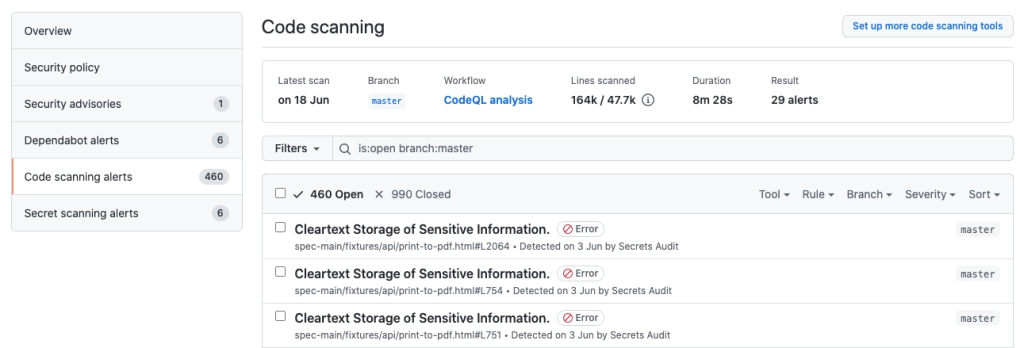 Overview
Security policy
Security advisories 1
Dependabot alerts 6
Code scanning alerts 460
Secret scanning alerts 6
Code scanning
Set up more code scanning tools
Latest scan Branch Workflow Lines scanned Duration Result
on 18 Jun master CodeQL analysis 164k / 47.7k 8m 28s 29 alerts
Filters is:open branch:master
460 Open 990 Closed Tool Rule Branch Severity Sort
Cleartext Storage of Sensitive Information. Error master
spec-main/fixtures/api/print-to-pdf.html#L2064 • Detected on 3 Jun by Secrets Audit
Cleartext Storage of Sensitive Information. Error master
spec-main/fixtures/api/print-to-pdf.html#L754 • Detected on 3 Jun by Secrets Audit
Cleartext Storage of Sensitive Information. Error master
spec-main/fixtures/api/print-to-pdf.html#L751 • Detected on 3 Jun by Secrets Audit